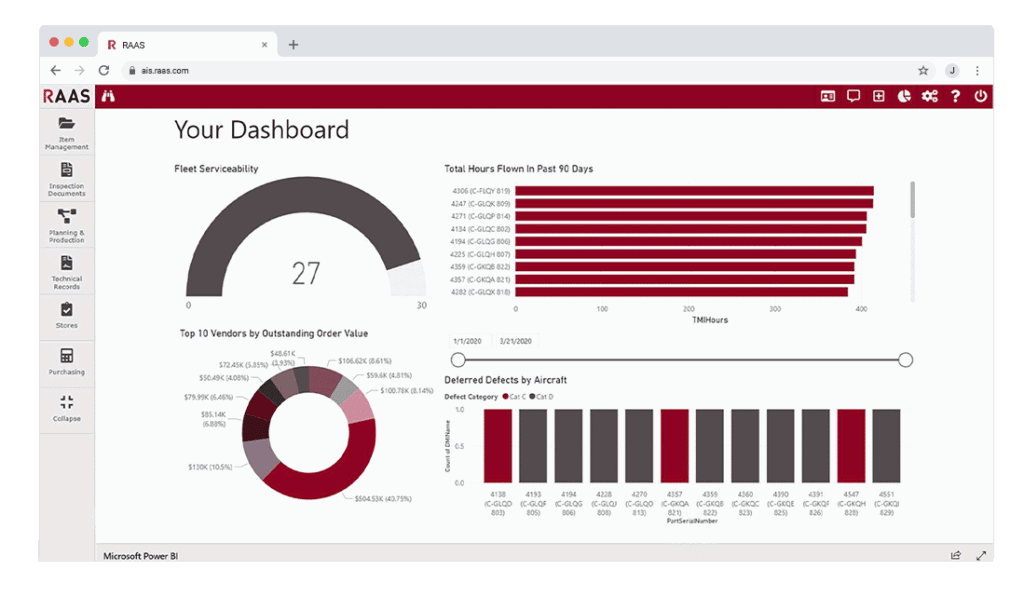 RAAS
ais.raas.com
J
RAAS
Item
Management
Inspection
Documents
Planning &
Production
Technical
Records
Stores
Purchasing
Collapse
Your Dashboard
Fleet Serviceability
27
0
30
Total Hours Flown In Past 90 Days
4306 (C-FLQY 819)
4247 (C-GLQK 809)
4271 (C-GLQP 814)
4134 (C-GLQC 802)
4194 (C-GLQG 806)
4225 (C-GLQH 807)
4359 (C-GKQB 822)
4357 (C-GKQA 821)
4282 (C-GLQX 818)
0
100
200
300
400
TMIHours
Top 10 Vendors by Outstanding Order Value
$48.61K
(3.93%)
$106.62K (8.61%)
$72.45K (5.85%)
$59.6K (4.81%)
$50.49K (4.08%)
$100.78K (8.14%)
$79.99K (6.46%)
$85.14K
(6.88%)
$130K (10.5%)
$504.53K (40.75%)
1/1/2020
3/21/2020
Deferred Defects by Aircraft
Defect Category
Cat C
Cat D
Count of DMIName
1.0
0.5
0.0
4138
(C-GLQD
803)
4193
(C-GLQF
805)
4194
(C-GLQG
806)
4228
(C-GLQJ
808)
4270
(C-GLQO
813)
4357
(C-GKQA
821)
4359
(C-GKQB
822)
4360
(C-GKQC
823)
4390
(C-GKQE
825)
4391
(C-GKQF
826)
4547
(C-GKQH
828)
4551
(C-GKQJ
829)
PartSerialNumber
Microsoft Power BI